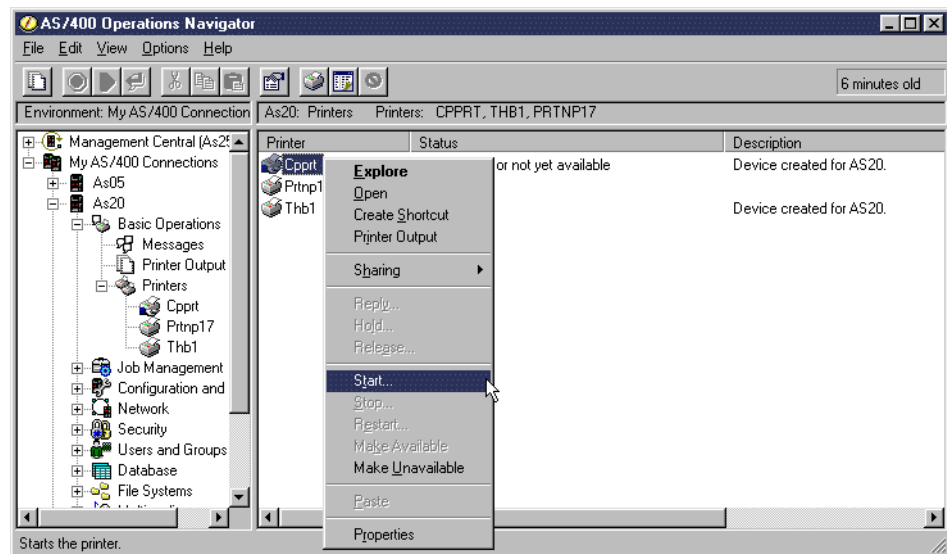 AS/400 Operations Navigator
File Edit View Options Help
6 minutes old
Environment: My AS/400 Connection
As20: Printers Printers: CPPRT, THB1, PRTNP17
Management Central (As25
My AS/400 Connections
As05
As20
Basic Operations
Messages
Printer Output
Printers
Cpprt
Prtnp17
Thb1
Job Management
Configuration and
Network
Security
Users and Groups
Database
File Systems
Printer Status Description
Cpprt or not yet available Device created for AS20.
Prtnp1
Thb1 Device created for AS20.
Explore
Open
Create Shortcut
Printer Output
Sharing
Reply...
Hold...
Release...
Start...
Stop...
Restart...
Make Available
Make Unavailable
Paste
Properties
Starts the printer.